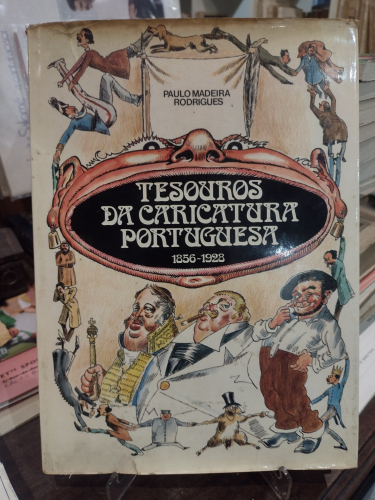 PAULO MADEIRA
RODRIGUES
TESOUROS
DA CARICATURA
PORTUGUESA
1856-1928